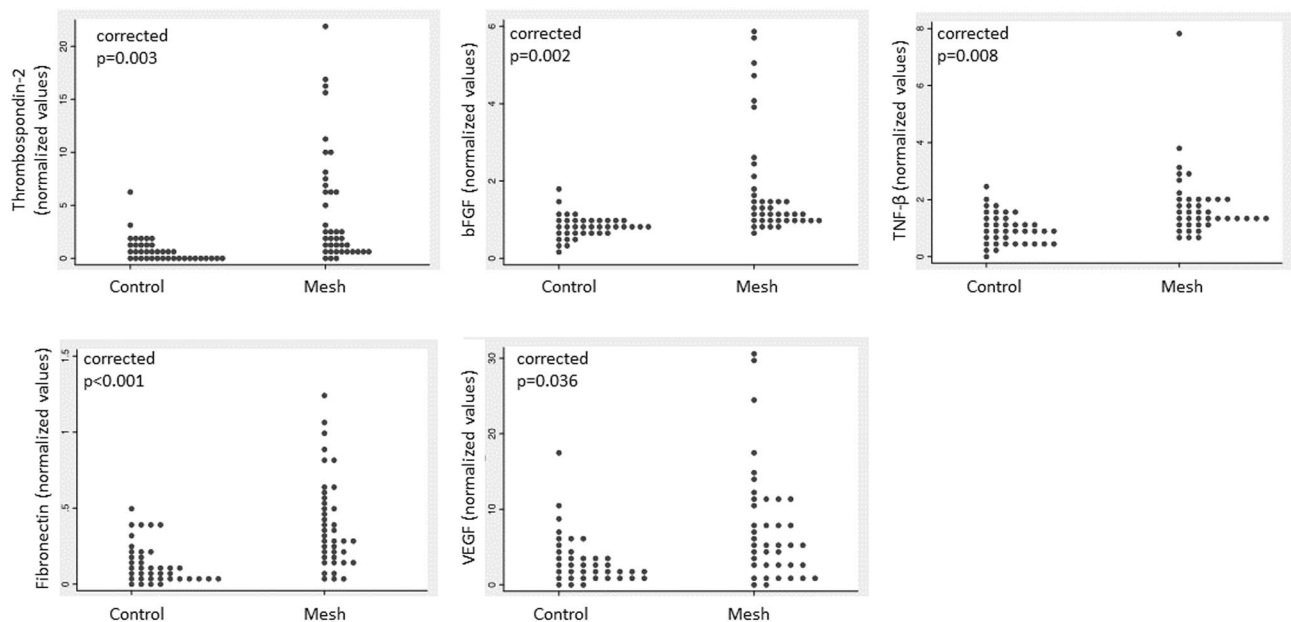 corrected
p=0.003
Thrombospondin-2
(normalized values)
0
5
10
15
20
Control
Mesh
corrected
p=0.002
bFGF (normalized values)
0
2
4
6
Control
Mesh
corrected
p=0.008
TNF-β (normalized values)
0
2
4
6
8
Control
Mesh
corrected
p<0.001
Fibronectin (normalized values)
0
.5
1
1.5
Control
Mesh
corrected
p=0.036
VEGF (normalized values)
0
10
20
30
Control
Mesh